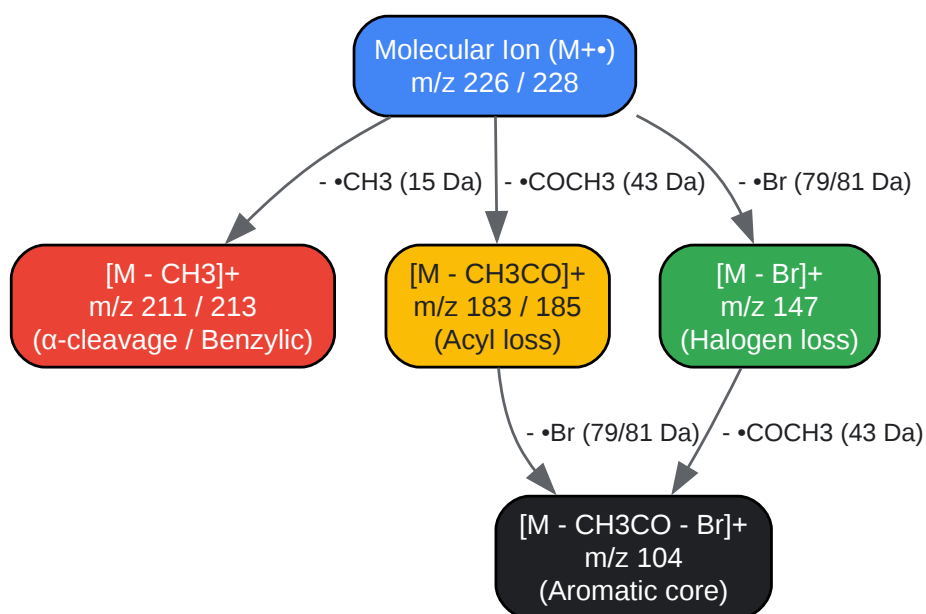 Molecular Ion (M+•)
m/z 226 / 228
- •CH3 (15 Da)
- •COCH3 (43 Da)
- •Br (79/81 Da)
[M - CH3]+
m/z 211 / 213
(α-cleavage / Benzylic)
[M - CH3CO]+
m/z 183 / 185
(Acyl loss)
[M - Br]+
m/z 147
(Halogen loss)
- •Br (79/81 Da)
- •COCH3 (43 Da)
[M - CH3CO - Br]+
m/z 104
(Aromatic core)